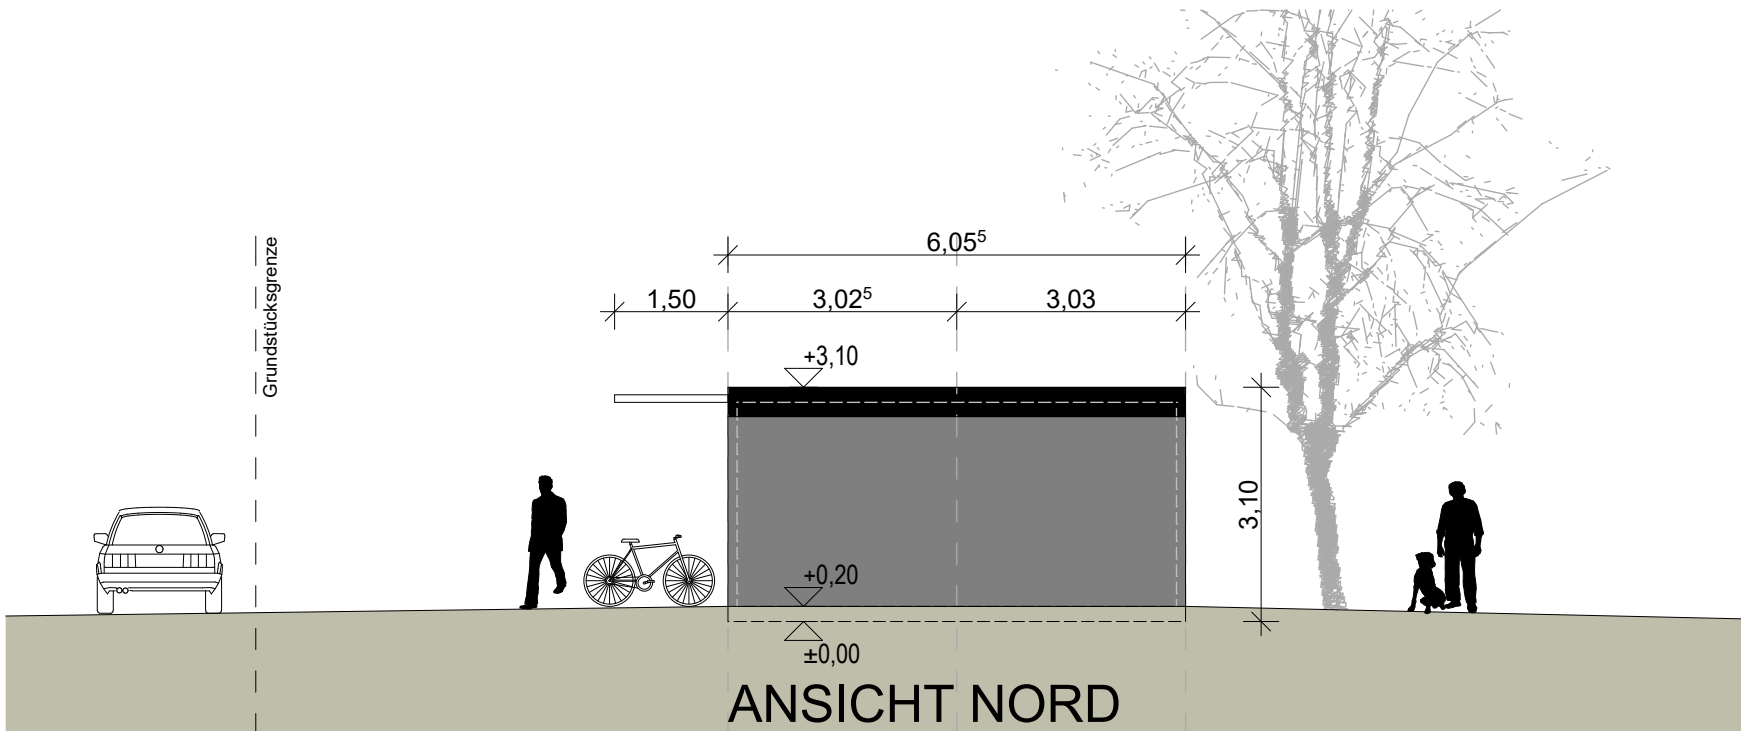 Grundstücksgrenze
6,05⁵
1,50 3,02⁵ 3,03
+3,10
3,10
+0,20
±0,00
ANSICHT NORD